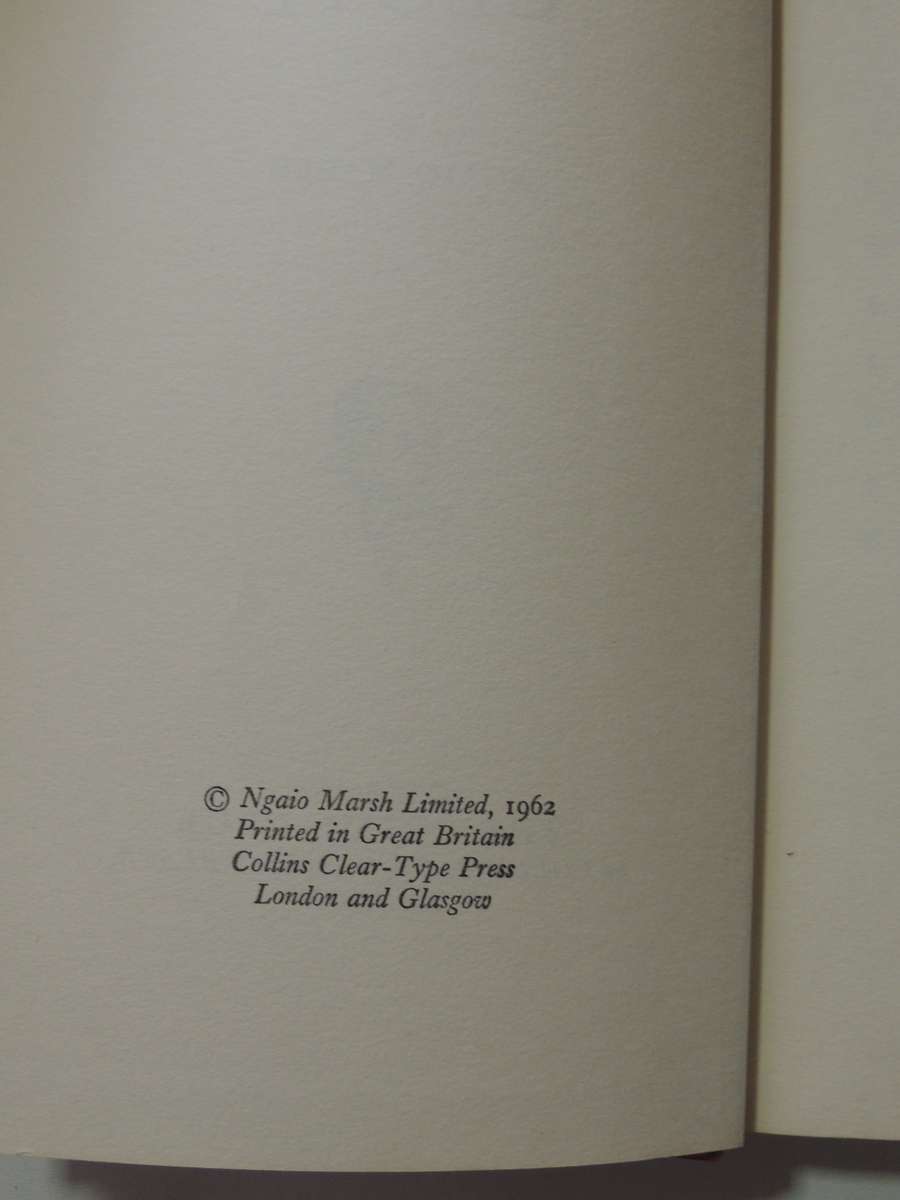 © Ngaio Marsh Limited, 1962
Printed in Great Britain
Collins Clear-Type Press
London and Glasgow